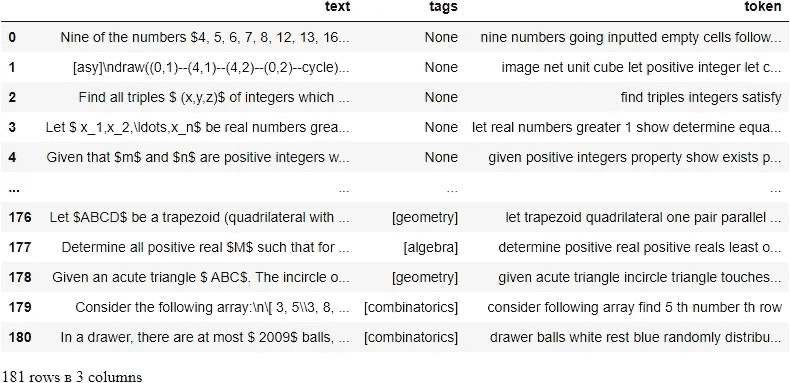 text tags token
0 Nine of the numbers $4, 5, 6, 7, 8, 12, 13, 16... None nine numbers going inputted empty cells follow...
1 [asy]\ndraw((0,1)--(4,1)--(4,2)--(0,2)--cycle)... None image net unit cube let positive integer let c...
2 Find all triples $ (x,y,z)$ of integers which ... None find triples integers satisfy
3 Let $ x_1,x_2,\ldots,x_n$ be real numbers grea... None let real numbers greater 1 show determine equa...
4 Given that $m$ and $n$ are positive integers w... None given positive integers property show exists p...
... ... ... ...
176 Let $ABCD$ be a trapezoid (quadrilateral with ... [geometry] let trapezoid quadrilateral one pair parallel ...
177 Determine all positive real $M$ such that for ... [algebra] determine positive real positive reals least o...
178 Given an acute triangle $ ABC$. The incircle o... [geometry] given acute triangle incircle triangle touches...
179 Consider the following array:\n\[ 3, 5\\3, 8, ... [combinatorics] consider following array find 5 th number th row
180 In a drawer, there are at most $ 2009$ balls, ... [combinatorics] drawer balls white rest blue randomly distribu...
181 rows в 3 columns